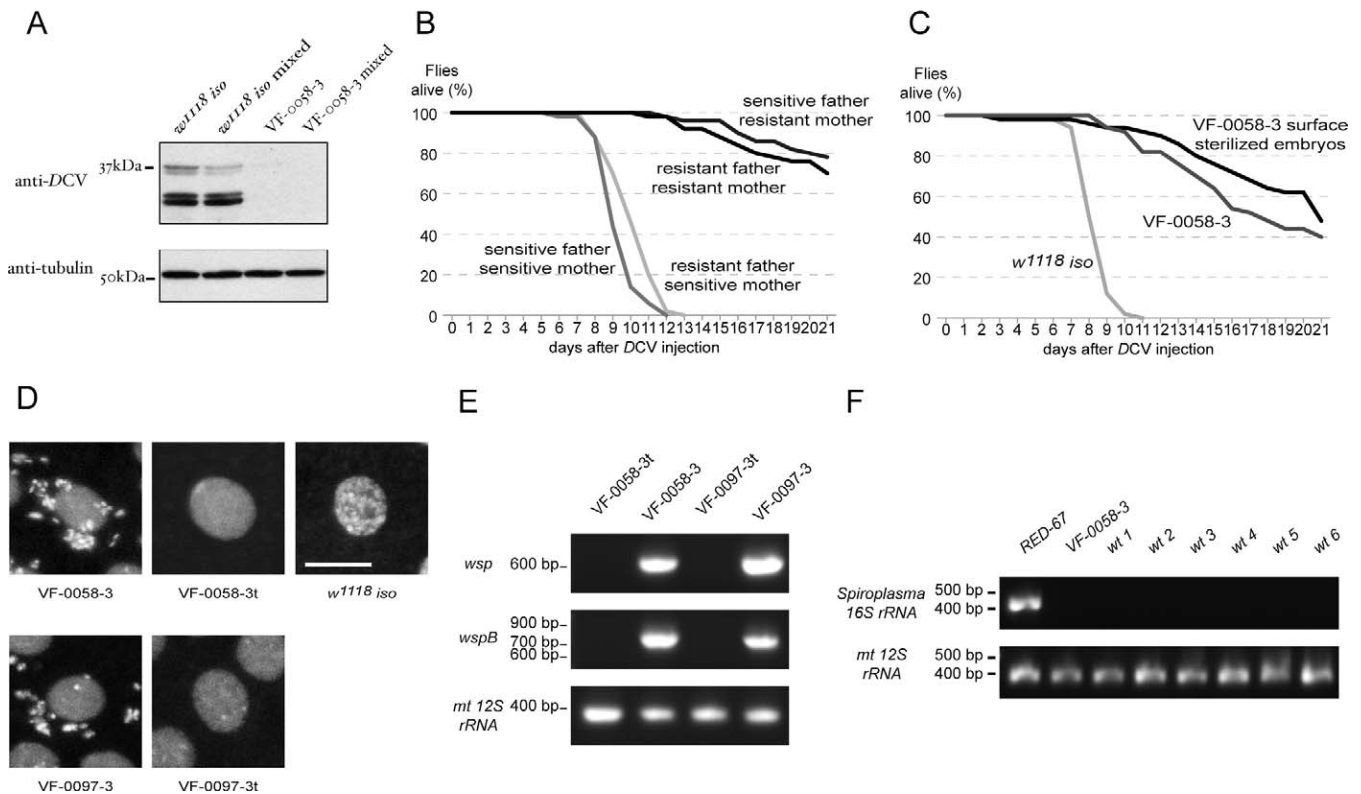 A
w1118 iso
w1118 iso mixed
VF-0058-3
VF-0058-3 mixed
37kDa
anti-DCV
anti-tubulin
50kDa
B
Flies
alive (%)
100
80
60
40
20
0
sensitive father
resistant mother
resistant father
resistant mother
sensitive father
sensitive mother
resistant father
sensitive mother
0 1 2 3 4 5 6 7 8 9 10 11 12 13 14 15 16 17 18 19 20 21
days after DCV injection
C
Flies
alive (%)
100
80
60
40
20
0
VF-0058-3 surface
sterilized embryos
VF-0058-3
w1118 iso
0 1 2 3 4 5 6 7 8 9 10 11 12 13 14 15 16 17 18 19 20 21
days after DCV injection
D
VF-0058-3
VF-0058-3t
w1118 iso
VF-0097-3
VF-0097-3t
E
VF-0058-3t
VF-0058-3
VF-0097-3t
VF-0097-3
wsp
600 bp
wspB
900 bp
700 bp
600 bp
mt 12S
rRNA
400 bp
F
RED-67
VF-0058-3
wt 1
wt 2
wt 3
wt 4
wt 5
wt 6
Spiroplasma
16S rRNA
500 bp
400 bp
mt 12S
rRNA
500 bp
400 bp